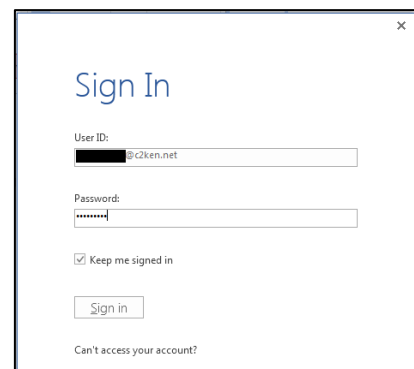 Sign In
User ID:
@c2ken.net
Password:
•••••••••
Keep me signed in
Sign in
Can't access your account?